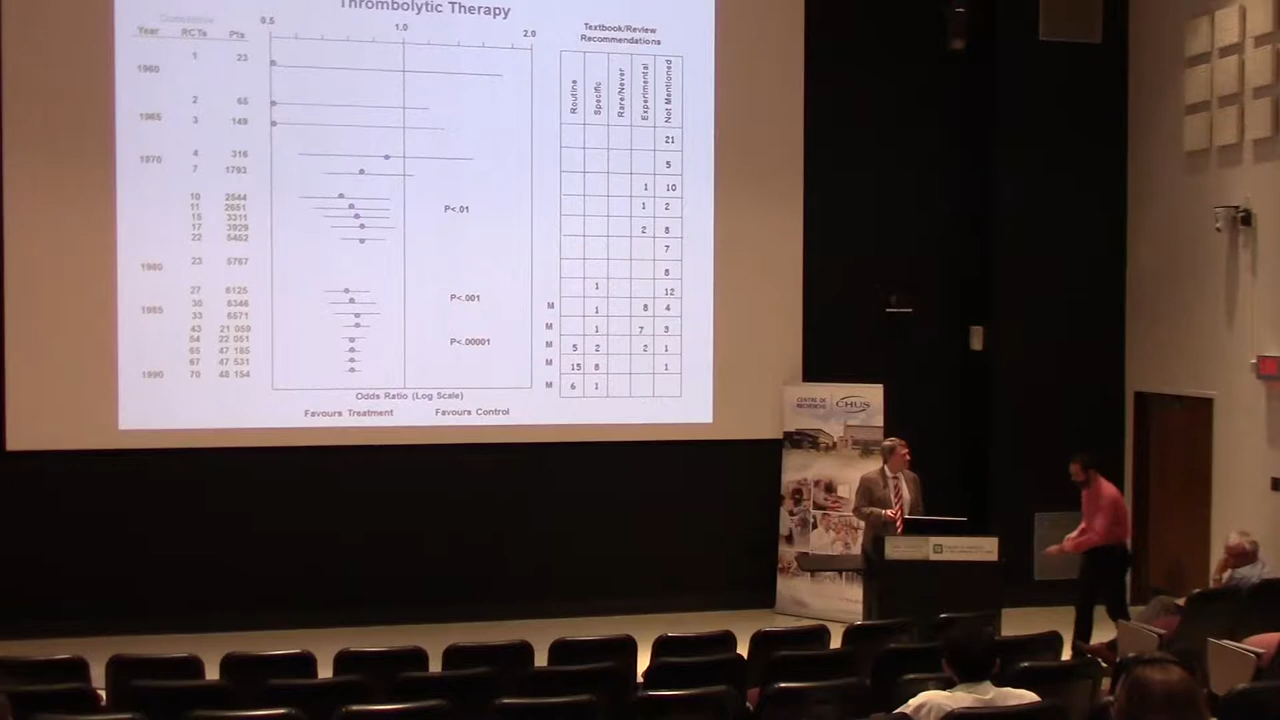 Thrombolytic Therapy
Cumulative
Year RCTs Pts
0.5 1.0 2.0
Textbook/Review
Recommendations
Routine Specific Rare/Never Experimental Not Mentioned
1 23
1960
2 65
1965
3 149
21
4 316
1970
5
7 1793
1 10
10 2544
11 2651
P<.01
1 2
15 3311
17 3929
2 8
22 5452
7
23 5767
1980
8
27 6125
1 12
30 6346
P<.001
1985
M 1 8 4
33 6571
43 21 059
M 1 7 3
54 22 051
P<.00001
M 5 2 2 1
65 47 185
67 47 531
M 15 8 1
1990 70 48 154
M 6 1
Odds Ratio (Log Scale)
Favours Treatment Favours Control
CENTRE DE
RECHERCHE
CHUS